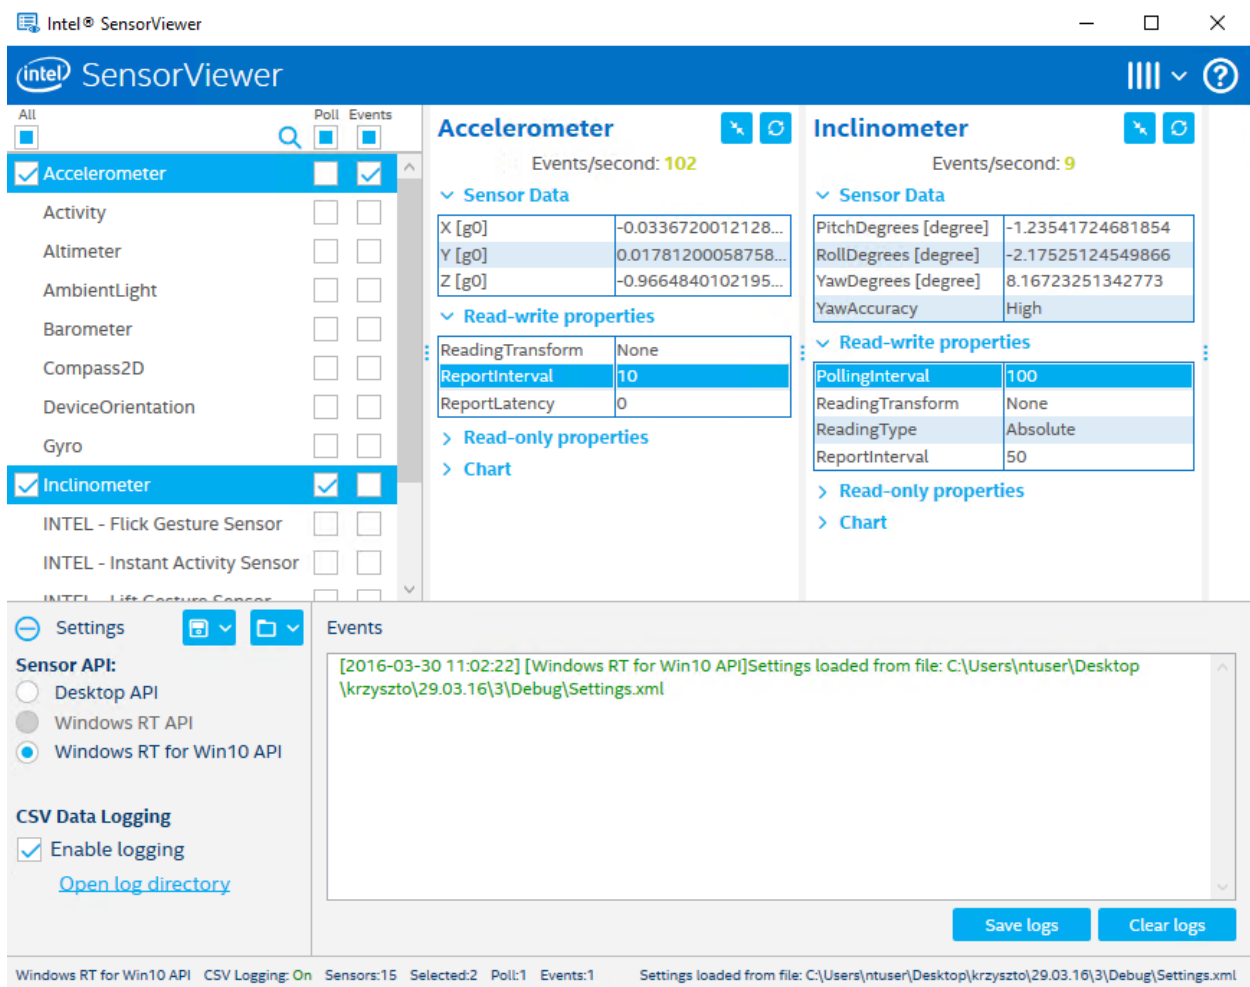 Intel® SensorViewer
intel SensorViewer
All Poll Events
Accelerometer
Activity
Altimeter
AmbientLight
Barometer
Compass2D
DeviceOrientation
Gyro
Inclinometer
INTEL - Flick Gesture Sensor
INTEL - Instant Activity Sensor
INTEL - Lift Gesture Sensor
Accelerometer
Events/second: 102
Sensor Data
X [g0] -0.0336720012128...
Y [g0] 0.01781200058758...
Z [g0] -0.9664840102195...
Read-write properties
ReadingTransform None
ReportInterval 10
ReportLatency 0
Read-only properties
Chart
Inclinometer
Events/second: 9
Sensor Data
PitchDegrees [degree] -1.23541724681854
RollDegrees [degree] -2.17525124549866
YawDegrees [degree] 8.16723251342773
YawAccuracy High
Read-write properties
PollingInterval 100
ReadingTransform None
ReadingType Absolute
ReportInterval 50
Read-only properties
Chart
Settings
Sensor API:
Desktop API
Windows RT API
Windows RT for Win10 API
CSV Data Logging
Enable logging
Open log directory
Events
[2016-03-30 11:02:22] [Windows RT for Win10 API]Settings loaded from file: C:\Users\ntuser\Desktop
\krzyszto\29.03.16\3\Debug\Settings.xml
Save logs Clear logs
Windows RT for Win10 API CSV Logging: On Sensors:15 Selected:2 Poll:1 Events:1 Settings loaded from file: C:\Users\ntuser\Desktop\krzyszto\29.03.16\3\Debug\Settings.xml